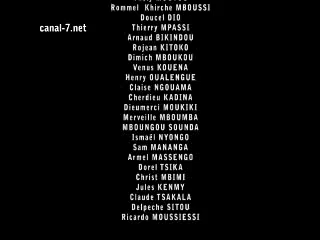 Rommel Khirche MBOUSSI
Doucel DIO
canal-7.net
Thierry MPASSI
Arnaud BIKINDOU
Rojean KITOKO
Dimich MBOUKOU
Venus KOUENA
Henry OUALENGUE
Claise NGOUAMA
Cherdieu KADINA
Dieumerci MOUKIKI
Merveille MBOUMBA
MBOUNGOU SOUNDA
Ismaël NYONGO
Sam MANANGA
Armel MASSENGO
Dorel TSIKA
Christ MBIMI
Jules KENMY
Claude TSAKALA
Delpeche SITOU
Ricardo MOUSSIESSI